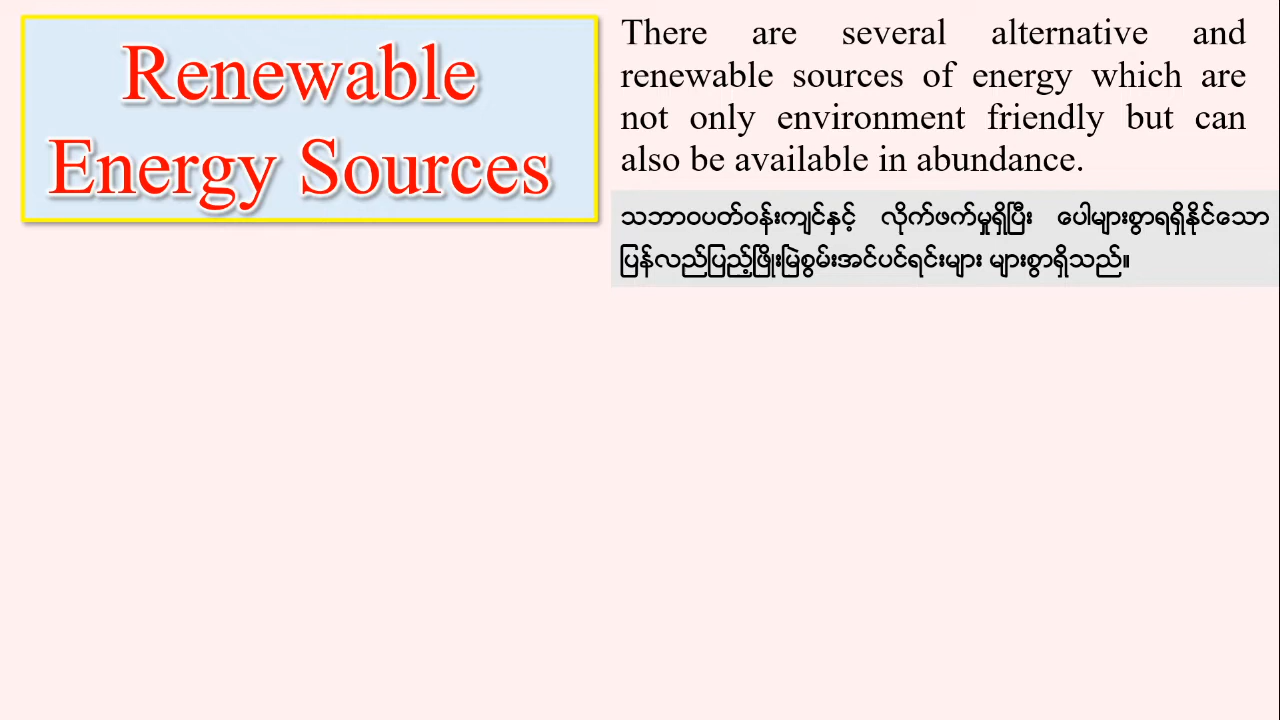 Renewable
Energy Sources
There are several alternative and
renewable sources of energy which are
not only environment friendly but can
also be available in abundance.
သဘာဝပတ်ဝန်းကျင်နှင့် လိုက်ဖက်မှုရှိပြီး ပေါများစွာရရှိနိုင်သော
ပြန်လည်ပြည့်ဖြိုးမြဲစွမ်းအင်ပင်ရင်းများ များစွာရှိသည်။